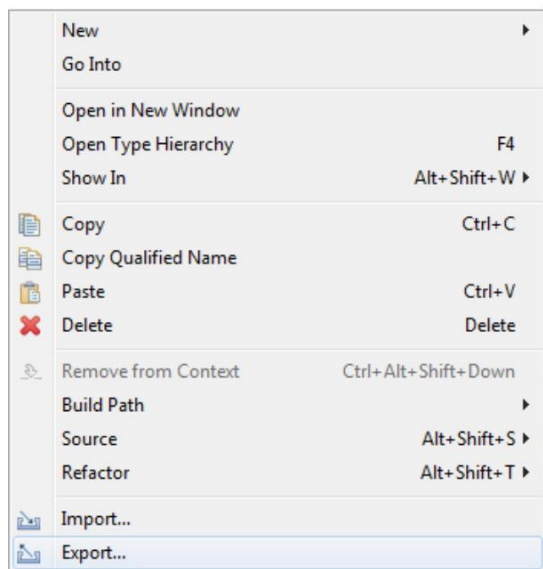 New
Go Into
Open in New Window
Open Type Hierarchy F4
Show In Alt+Shift+W
Copy Ctrl+C
Copy Qualified Name
Paste Ctrl+V
Delete Delete
Remove from Context Ctrl+Alt+Shift+Down
Build Path
Source Alt+Shift+S
Refactor Alt+Shift+T
Import...
Export...